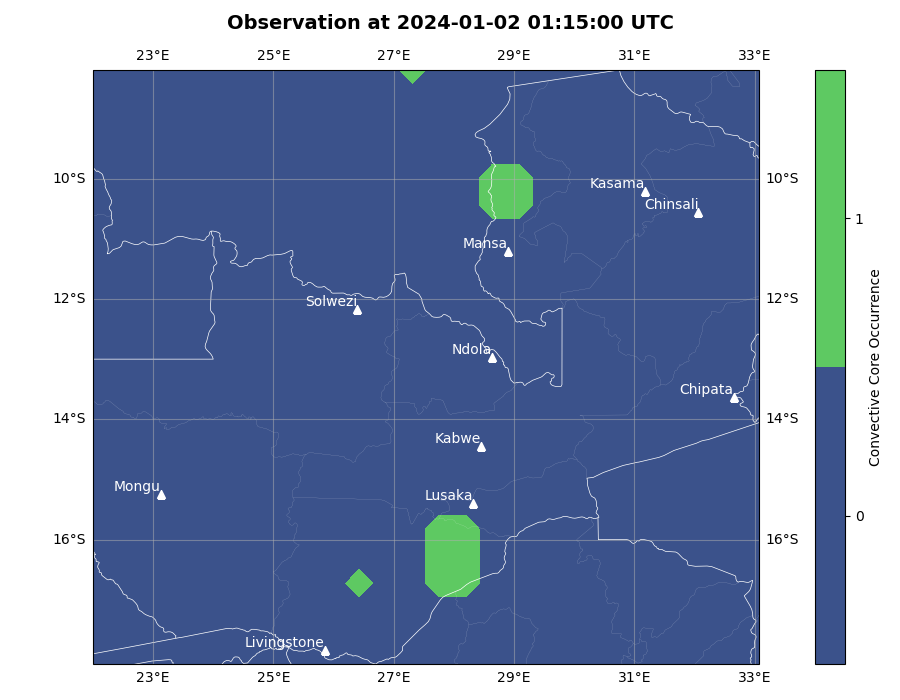 Observation at 2024-01-02 01:15:00 UTC
23°E 25°E 27°E 29°E 31°E 33°E
10°S 10°S
Kasama
Chinsali
Mansa
12°S 12°S
Solwezi
Ndola
Chipata
14°S 14°S
Kabwe
Mongu
Lusaka
16°S 16°S
Livingstone
23°E 25°E 27°E 29°E 31°E 33°E
1
0
Convective Core Occurrence